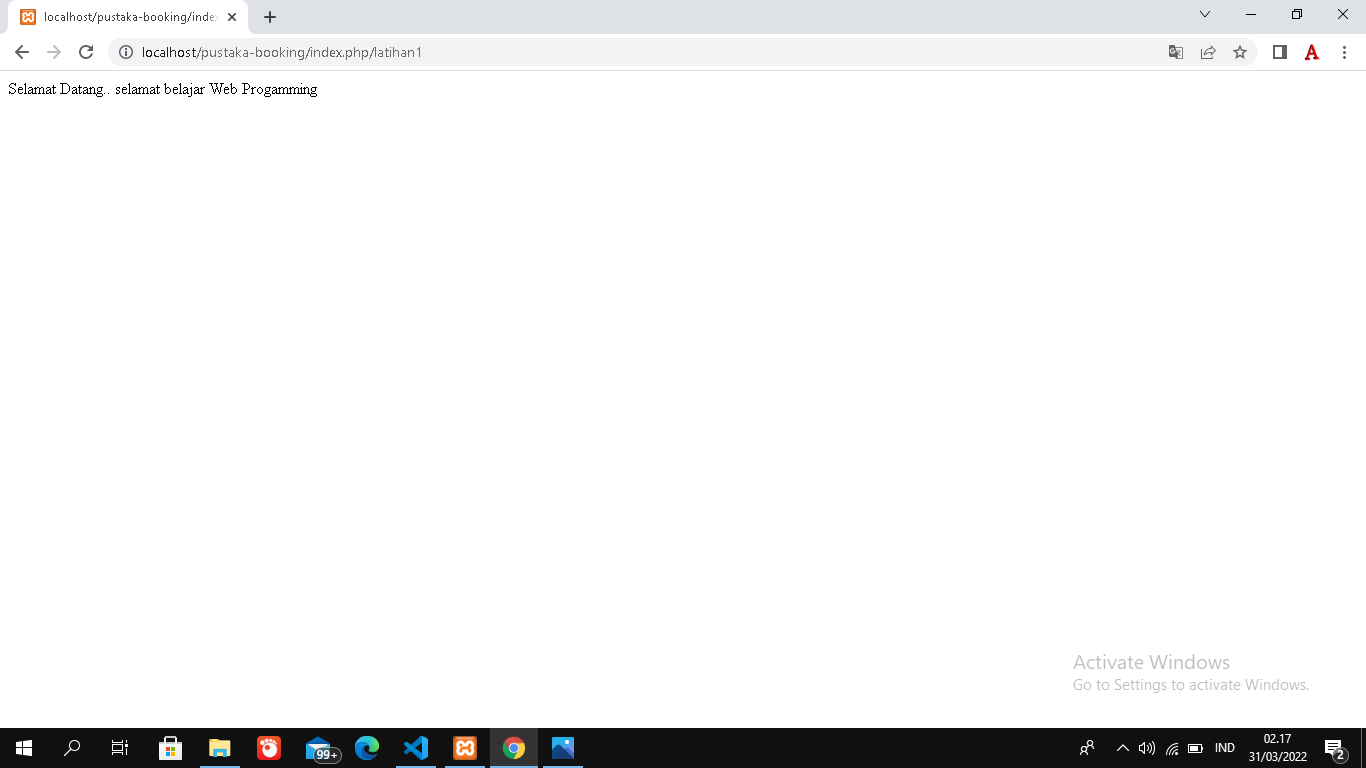 localhost/pustaka-booking/index
localhost/pustaka-booking/index.php/latihan1
Selamat Datang.. selamat belajar Web Progamming
Activate Windows
Go to Settings to activate Windows.
99+
IND
02.17
31/03/2022
2